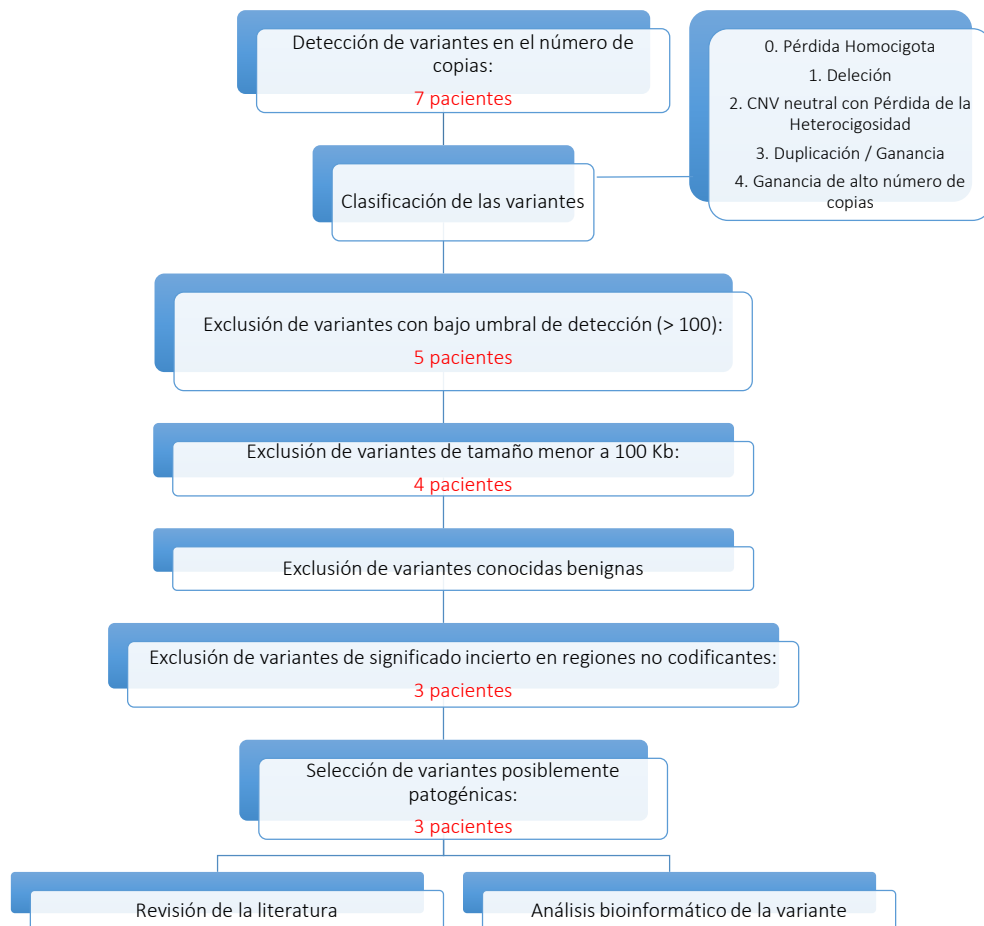 Detección de variantes en el número de
copias:
7 pacientes
0. Pérdida Homocigota
1. Deleción
2. CNV neutral con Pérdida de la
Heterocigosidad
3. Duplicación / Ganancia
4. Ganancia de alto número de
copias
Clasificación de las variantes
Exclusión de variantes con bajo umbral de detección (> 100):
5 pacientes
Exclusión de variantes de tamaño menor a 100 Kb:
4 pacientes
Exclusión de variantes conocidas benignas
Exclusión de variantes de significado incierto en regiones no codificantes:
3 pacientes
Selección de variantes posiblemente
patogénicas:
3 pacientes
Revisión de la literatura
Análisis bioinformático de la variante